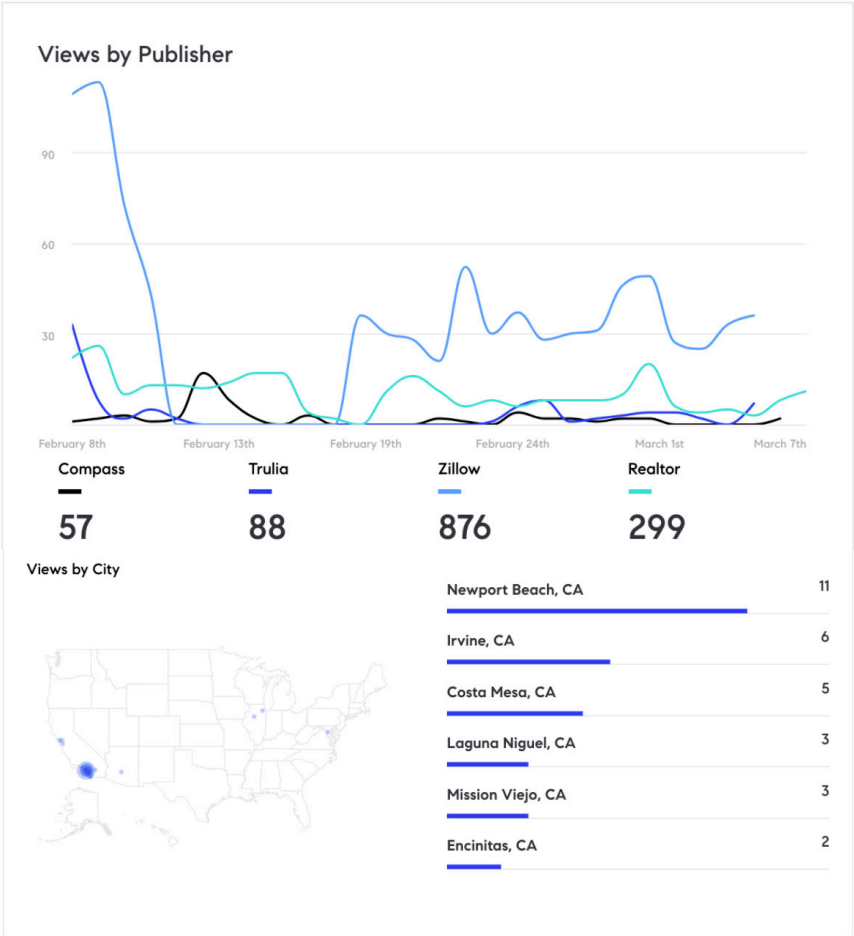 Views by Publisher
90
60
30
February 8th February 13th February 19th February 24th March 1st March 7th
Compass Trulia Zillow Realtor
57 88 876 299
Views by City
Newport Beach, CA 11
Irvine, CA 6
Costa Mesa, CA 5
Laguna Niguel, CA 3
Mission Viejo, CA 3
Encinitas, CA 2